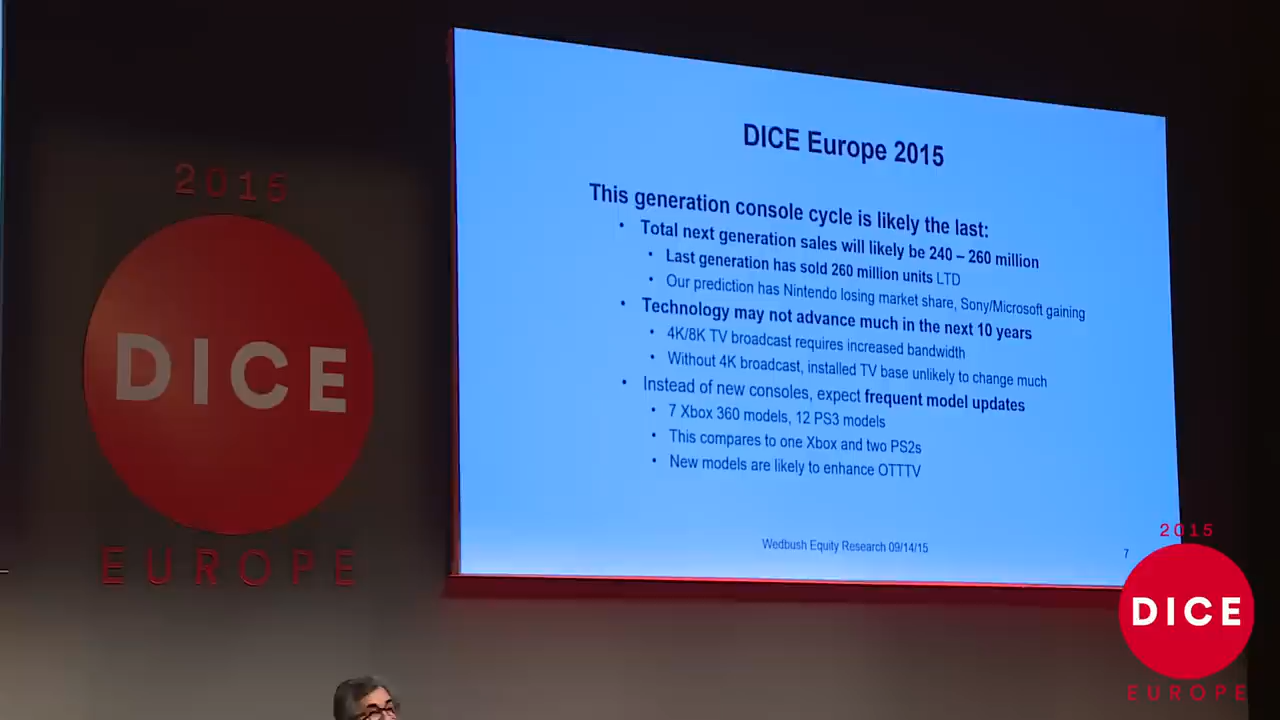 2015
DICE
EUROPE
DICE Europe 2015
This generation console cycle is likely the last:
• Total next generation sales will likely be 240 – 260 million
• Last generation has sold 260 million units LTD
• Our prediction has Nintendo losing market share, Sony/Microsoft gaining
• Technology may not advance much in the next 10 years
• 4K/8K TV broadcast requires increased bandwidth
• Without 4K broadcast, installed TV base unlikely to change much
• Instead of new consoles, expect frequent model updates
• 7 Xbox 360 models, 12 PS3 models
• This compares to one Xbox and two PS2s
• New models are likely to enhance OTTTV
Wedbush Equity Research 09/14/15
7
2015
DICE
EUROPE